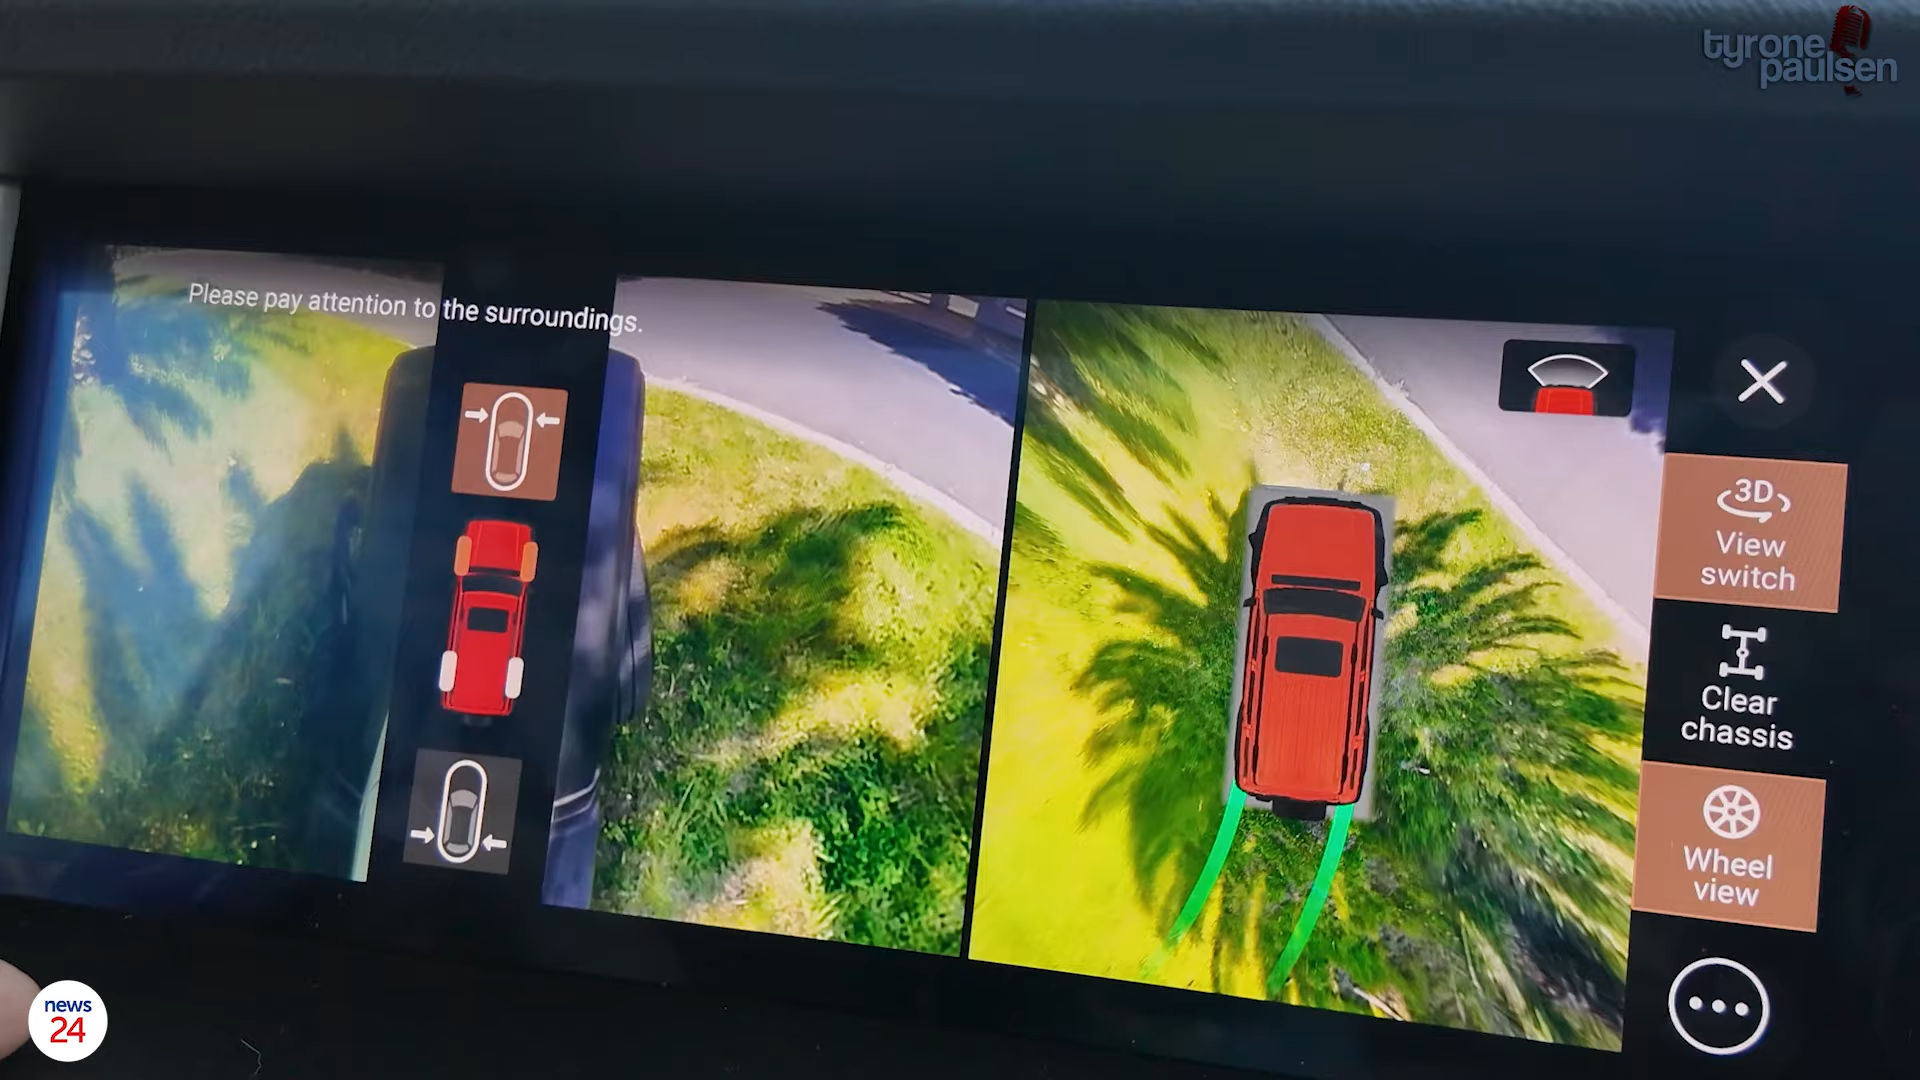 tyrone
paulsen
Please pay attention to the surroundings.
3D
View
switch
Clear
chassis
Wheel
view
news
24